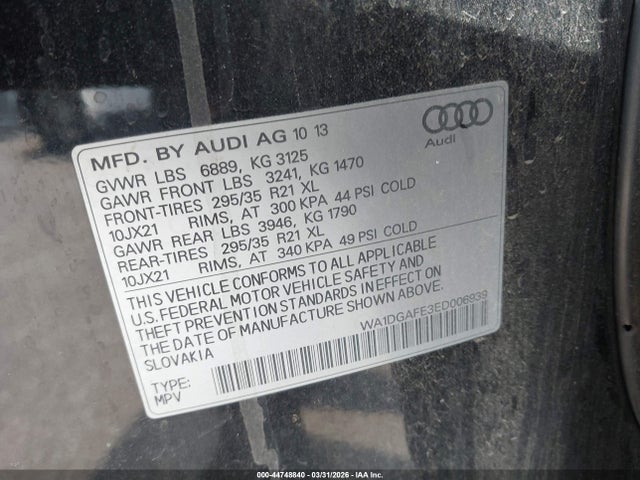 MFD. BY AUDI AG 10 13
Audi
GVWR LBS 6889, KG 3125
GAWR FRONT LBS 3241, KG 1470
FRONT-TIRES 295/35 R21 XL
10JX21 RIMS, AT 300 KPA 44 PSI COLD
GAWR REAR LBS 3946, KG 1790
REAR-TIRES 295/35 R21 XL
10JX21 RIMS, AT 340 KPA 49 PSI COLD
THIS VEHICLE CONFORMS TO ALL APPLICABLE
U.S. FEDERAL MOTOR VEHICLE SAFETY AND
THEFT PREVENTION STANDARDS IN EFFECT ON
THE DATE OF MANUFACTURE SHOWN ABOVE.
SLOVAKIA
WA1DGAFE3ED006939
TYPE:
MPV
000-44748840 - 03/31/2026 - IAA Inc.